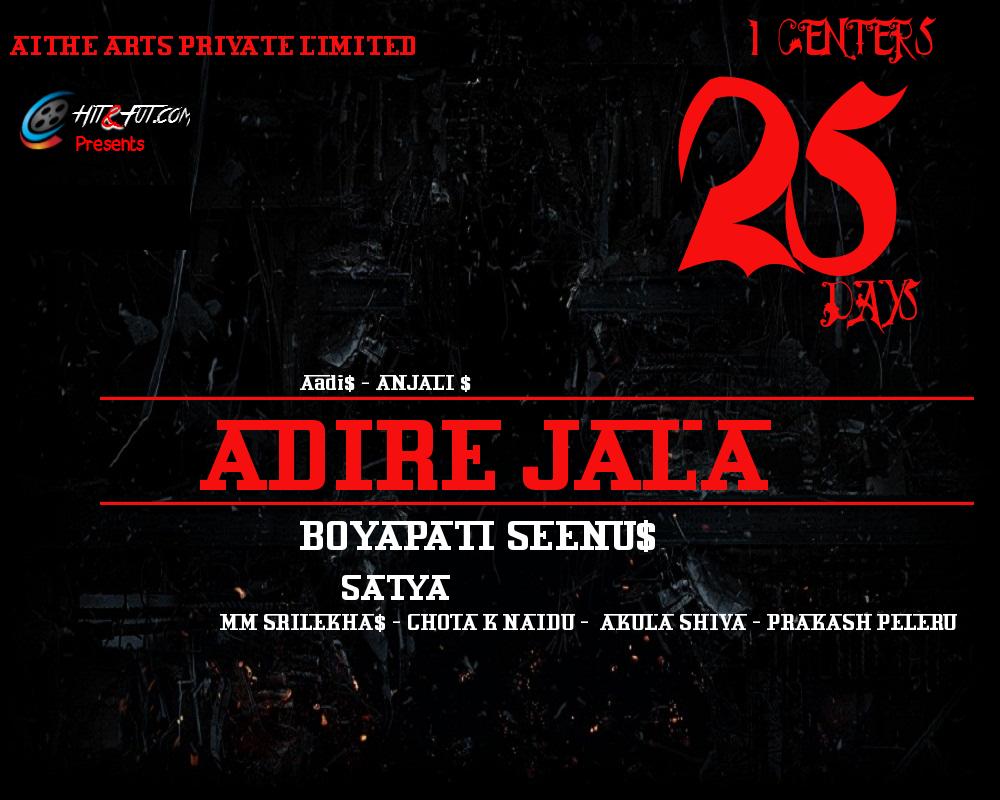 AITHE ARTS PRIVATE LIMITED
1 CENTERS
HIT&FUT.COM
Presents
25
DAYS
Aadi$ - ANJALI $
ADIRE JALA
BOYAPATI SEENU$
SATYA
MM SRILEKHA$ - CHOTA K NAIDU - AKULA SHIVA - PRAKASH PELERU